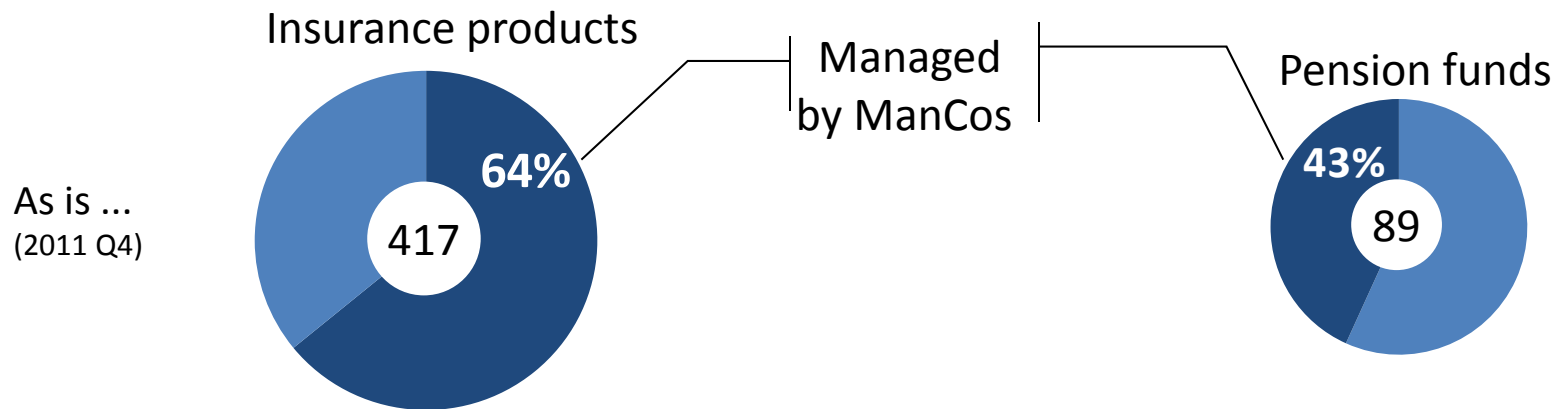 Insurance products
Managed
by ManCos
Pension funds
64%
43%
As is ...
(2011 Q4)
417
89